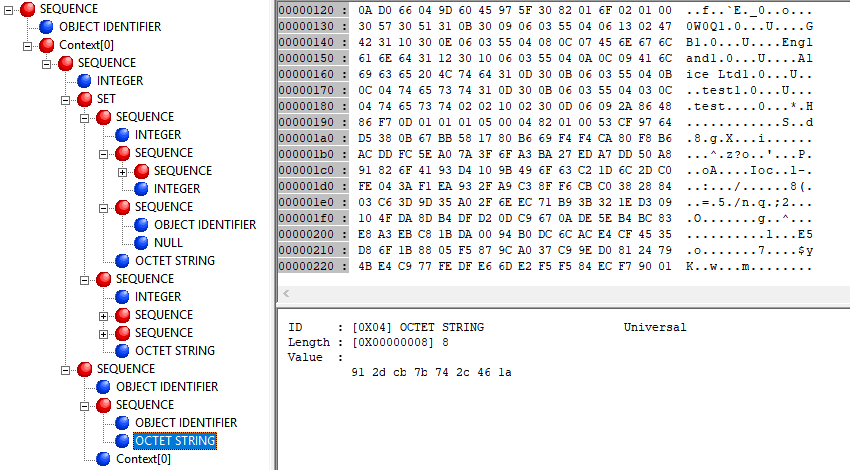 SEQUENCE
OBJECT IDENTIFIER
Context[0]
SEQUENCE
INTEGER
SET
SEQUENCE
INTEGER
SEQUENCE
SEQUENCE
INTEGER
SEQUENCE
OBJECT IDENTIFIER
NULL
OCTET STRING
SEQUENCE
INTEGER
SEQUENCE
SEQUENCE
OCTET STRING
SEQUENCE
OBJECT IDENTIFIER
SEQUENCE
OBJECT IDENTIFIER
OCTET STRING
Context[0]
00000120 : 0A D0 66 04 9D 60 45 97 5F 30 82 01 6F 02 01 00 ..f..`E._0..o...
00000130 : 30 57 30 51 31 0B 30 09 06 03 55 04 06 13 02 47 0W0Q1.0...U....G
00000140 : 42 31 10 30 0E 06 03 55 04 08 0C 07 45 6E 67 6C B1.0...U....Engl
00000150 : 61 6E 64 31 12 30 10 06 03 55 04 0A 0C 09 41 6C and1.0...U....Al
00000160 : 69 63 65 20 4C 74 64 31 0D 30 0B 06 03 55 04 0B ice Ltd1.0...U..
00000170 : 0C 04 74 65 73 74 31 0D 30 0B 06 03 55 04 03 0C ..test1.0...U...
00000180 : 04 74 65 73 74 02 02 10 02 30 0D 06 09 2A 86 48 .test....0...*.H
00000190 : 86 F7 0D 01 01 01 05 00 04 82 01 00 53 CF 97 64 ............S..d
000001a0 : D5 38 0B 67 BB 58 17 80 B6 69 F4 F4 CA 80 F8 B6 .8.g.X...i......
000001b0 : AC DD FC 5E A0 7A 3F 6F A3 BA 27 ED A7 DD 50 A8 ...^.z?o..'...P.
000001c0 : 91 82 6F 41 93 D4 10 9B 49 6F 63 C2 1D 6C 2D C0 ..oA....Ioc..l-.
000001d0 : FE 04 3A F1 EA 93 2F A9 C3 8F F6 CB C0 38 28 84 ..:.../......8(.
000001e0 : 03 C6 3D 9D 35 A0 2F 6E EC 71 B9 3B 32 1E D3 09 ..=.5./n.q.;2...
000001f0 : 10 4F DA 8D B4 DF D2 0D C9 67 0A DE 5E B4 BC 83 .O.......g..^...
00000200 : E8 A3 EB C8 1B DA 00 94 B0 DC 6C AC E4 CF 45 35 ..........l...E5
00000210 : D6 6F 1B 88 05 F5 87 9C A0 37 C9 9E D0 81 24 79 .o.......7....$y
00000220 : 4B E4 C9 77 FE DF E6 6D E2 F5 F5 84 EC F7 90 01 K..w...m........
ID : [0X04] OCTET STRING Universal
Length : [0X00000008] 8
Value :
91 2d cb 7b 74 2c 46 1a